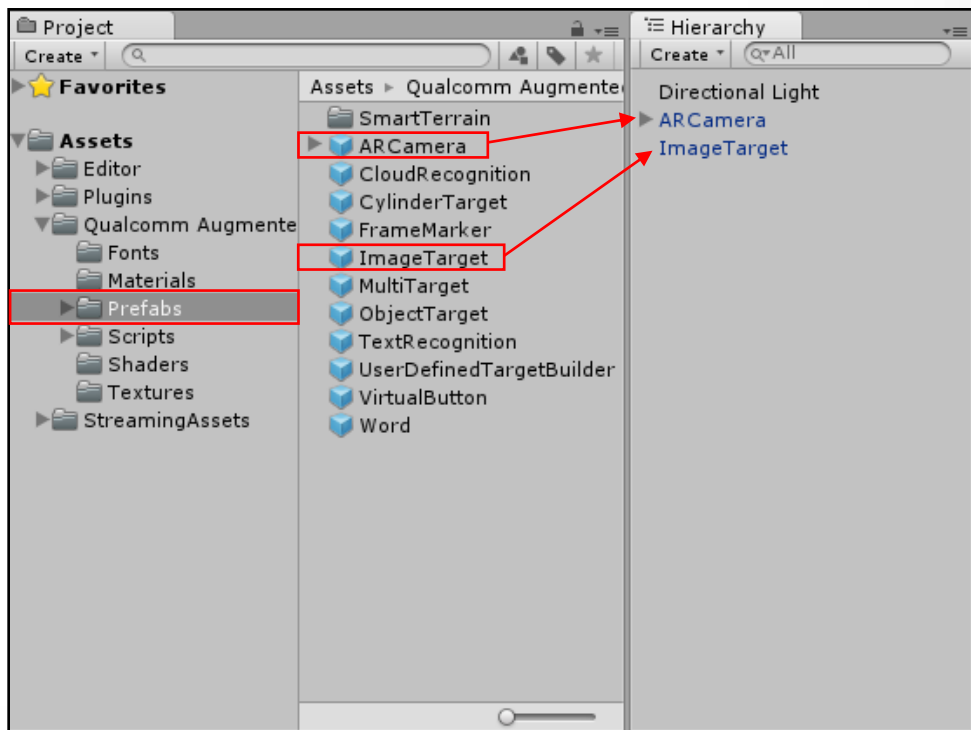 Project
Create
Favorites
Assets
Editor
Plugins
Qualcomm Augmente
Fonts
Materials
Prefabs
Scripts
Shaders
Textures
StreamingAssets
Assets Qualcomm Augmente
SmartTerrain
ARCamera
CloudRecognition
CylinderTarget
FrameMarker
ImageTarget
MultiTarget
ObjectTarget
TextRecognition
UserDefinedTargetBuilder
VirtualButton
Word
Hierarchy
Create All
Directional Light
ARCamera
ImageTarget